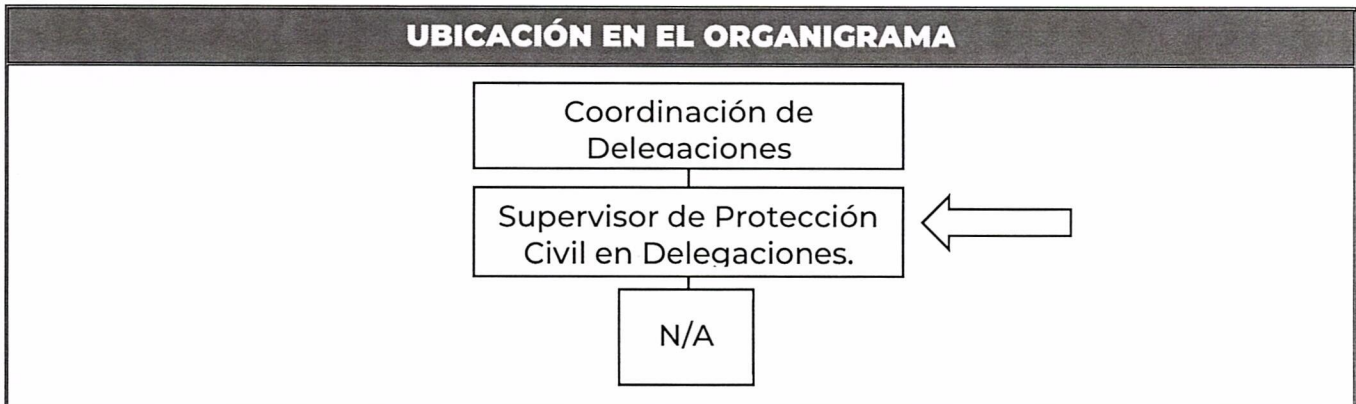 UBICACIÓN EN EL ORGANIGRAMA
Coordinación de
Delegaciones
Supervisor de Protección
Civil en Delegaciones.
N/A